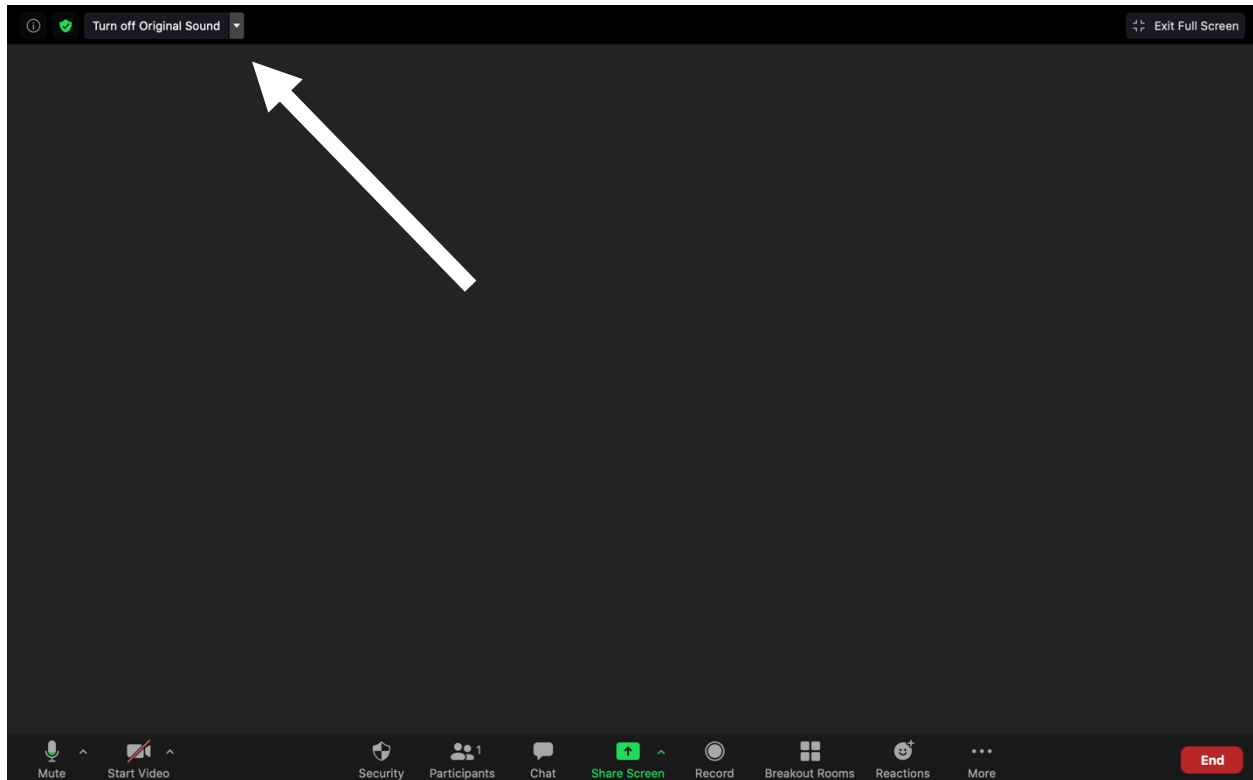 Turn off Original Sound
Exit Full Screen
1
Mute
Start Video
Security
Participants
Chat
Share Screen
Record
Breakout Rooms
Reactions
More
End